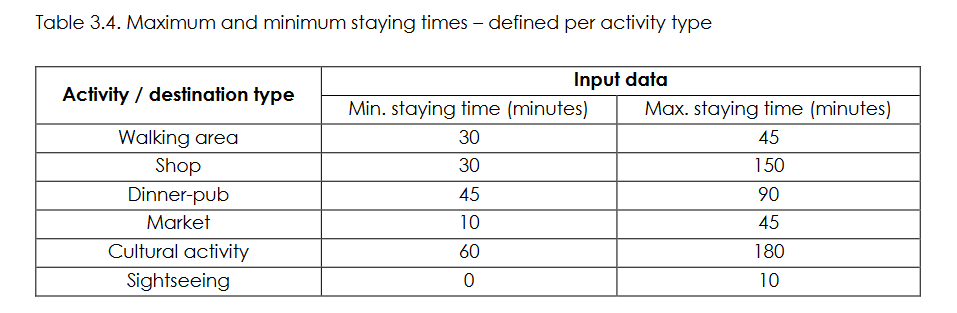 Table 3.4. Maximum and minimum staying times – defined per activity type
Activity / destination type
Input data
Min. staying time (minutes) Max. staying time (minutes)
Walking area 30 45
Shop 30 150
Dinner-pub 45 90
Market 10 45
Cultural activity 60 180
Sightseeing 0 10